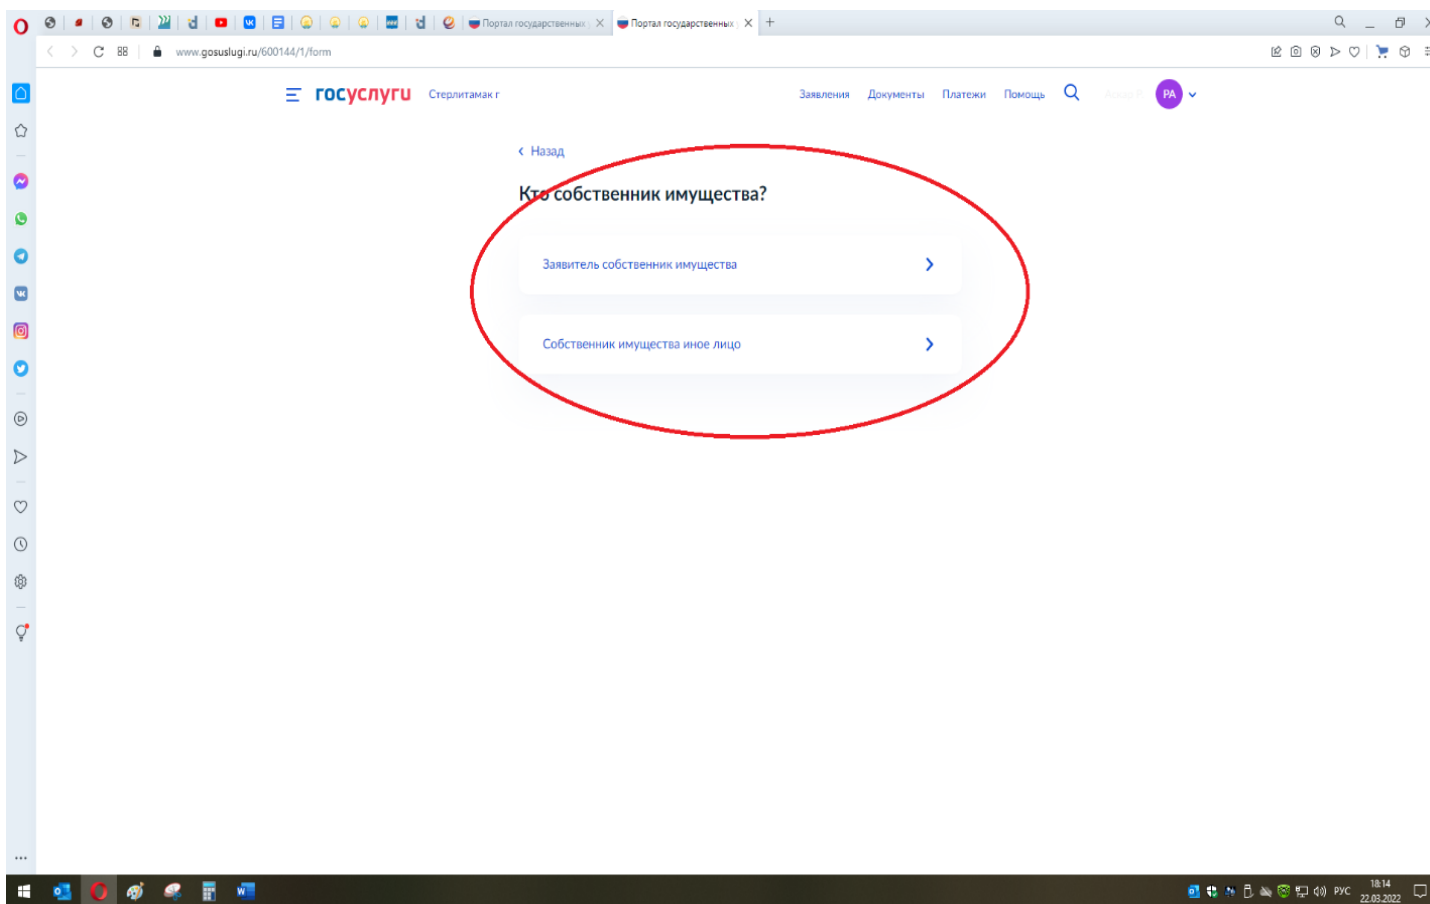 Портал государственных
Портал государственных
www.gosuslugi.ru/600144/1/form
госуслуги
Стерлитамак г
Заявления Документы Платежи Помощь
РА
Назад
Кто собственник имущества?
Заявитель собственник имущества
Собственник имущества иное лицо
РУС
18:14
22.03.2022